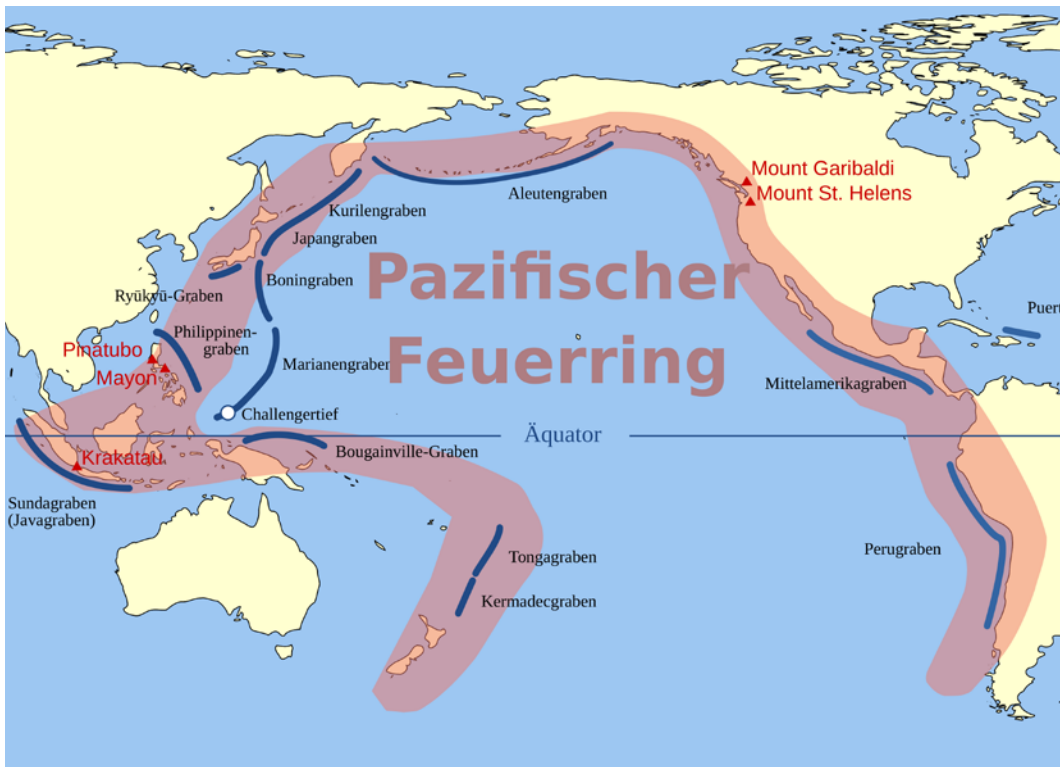 Mount Garibaldi
Mount St. Helens
Aleutengraben
Kurilengraben
Japangraben
Pazifischer
Feuerring
Boningraben
Ryūkyū-Graben
Puert
Philippinen-
graben
Pinatubo
Mayon
Marianengraben
Mittelamerikagraben
Challengertief
Äquator
Bougainville-Graben
Krakatau
Sundagraben
(Javagraben)
Perugraben
Tongagraben
Kermadecgraben